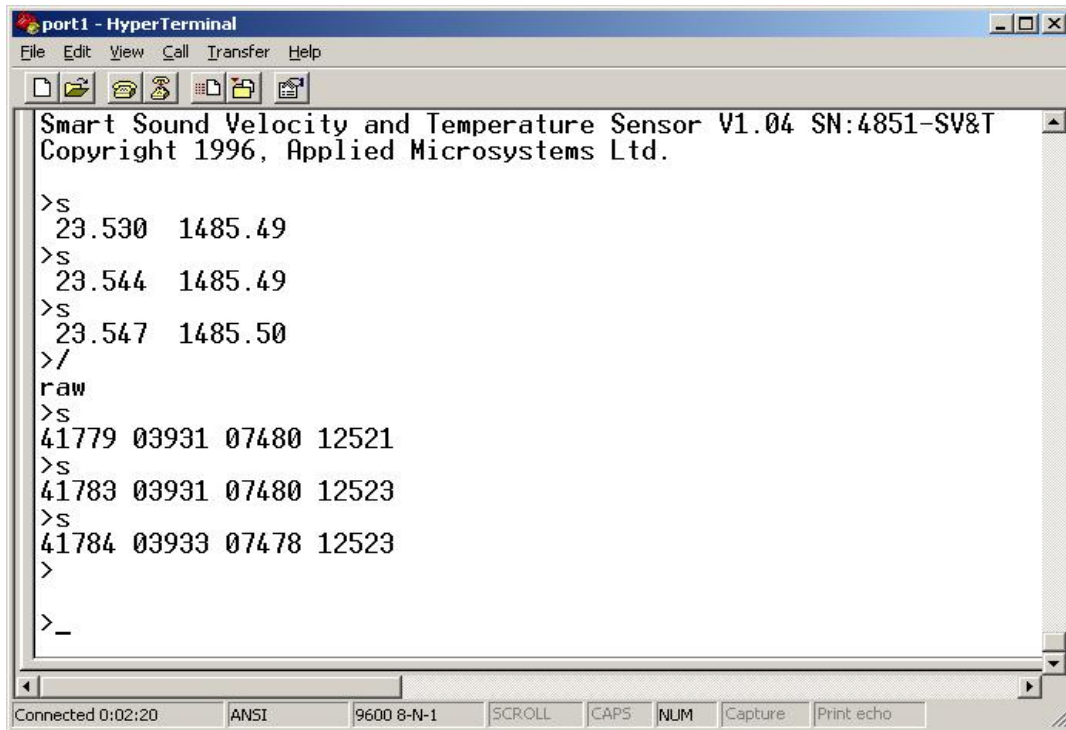 port1 - HyperTerminal
File Edit View Call Transfer Help
Smart Sound Velocity and Temperature Sensor V1.04 SN:4851-SV&T
Copyright 1996, Applied Microsystems Ltd.
>s
23.530 1485.49
>s
23.544 1485.49
>s
23.547 1485.50
>/
raw
>s
41779 03931 07480 12521
>s
41783 03931 07480 12523
>s
41784 03933 07478 12523
>
>_
Connected 0:02:20 ANSI 9600 8-N-1 SCROLL CAPS NUM Capture Print echo